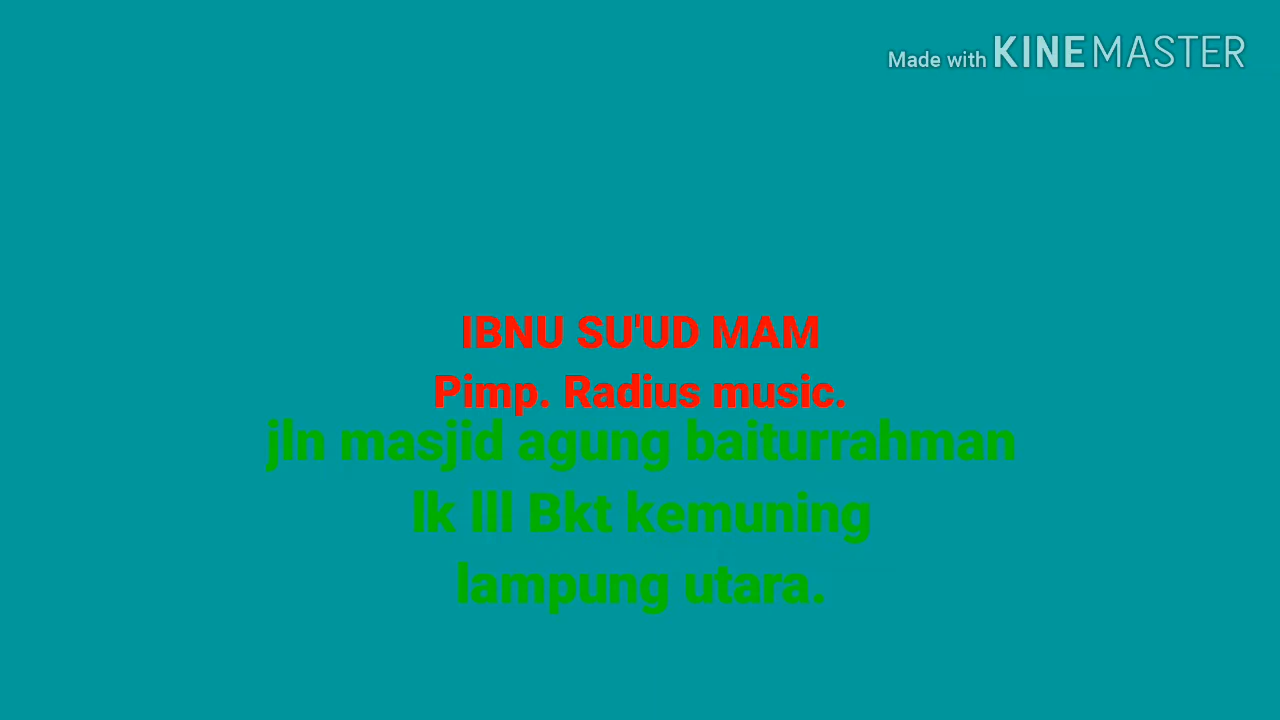 Made with KINEMASTER
IBNU SU'UD MAM
Pimp. Radius music.
jln masjid agung baiturrahman
lk lll Bkt kemuning
lampung utara.